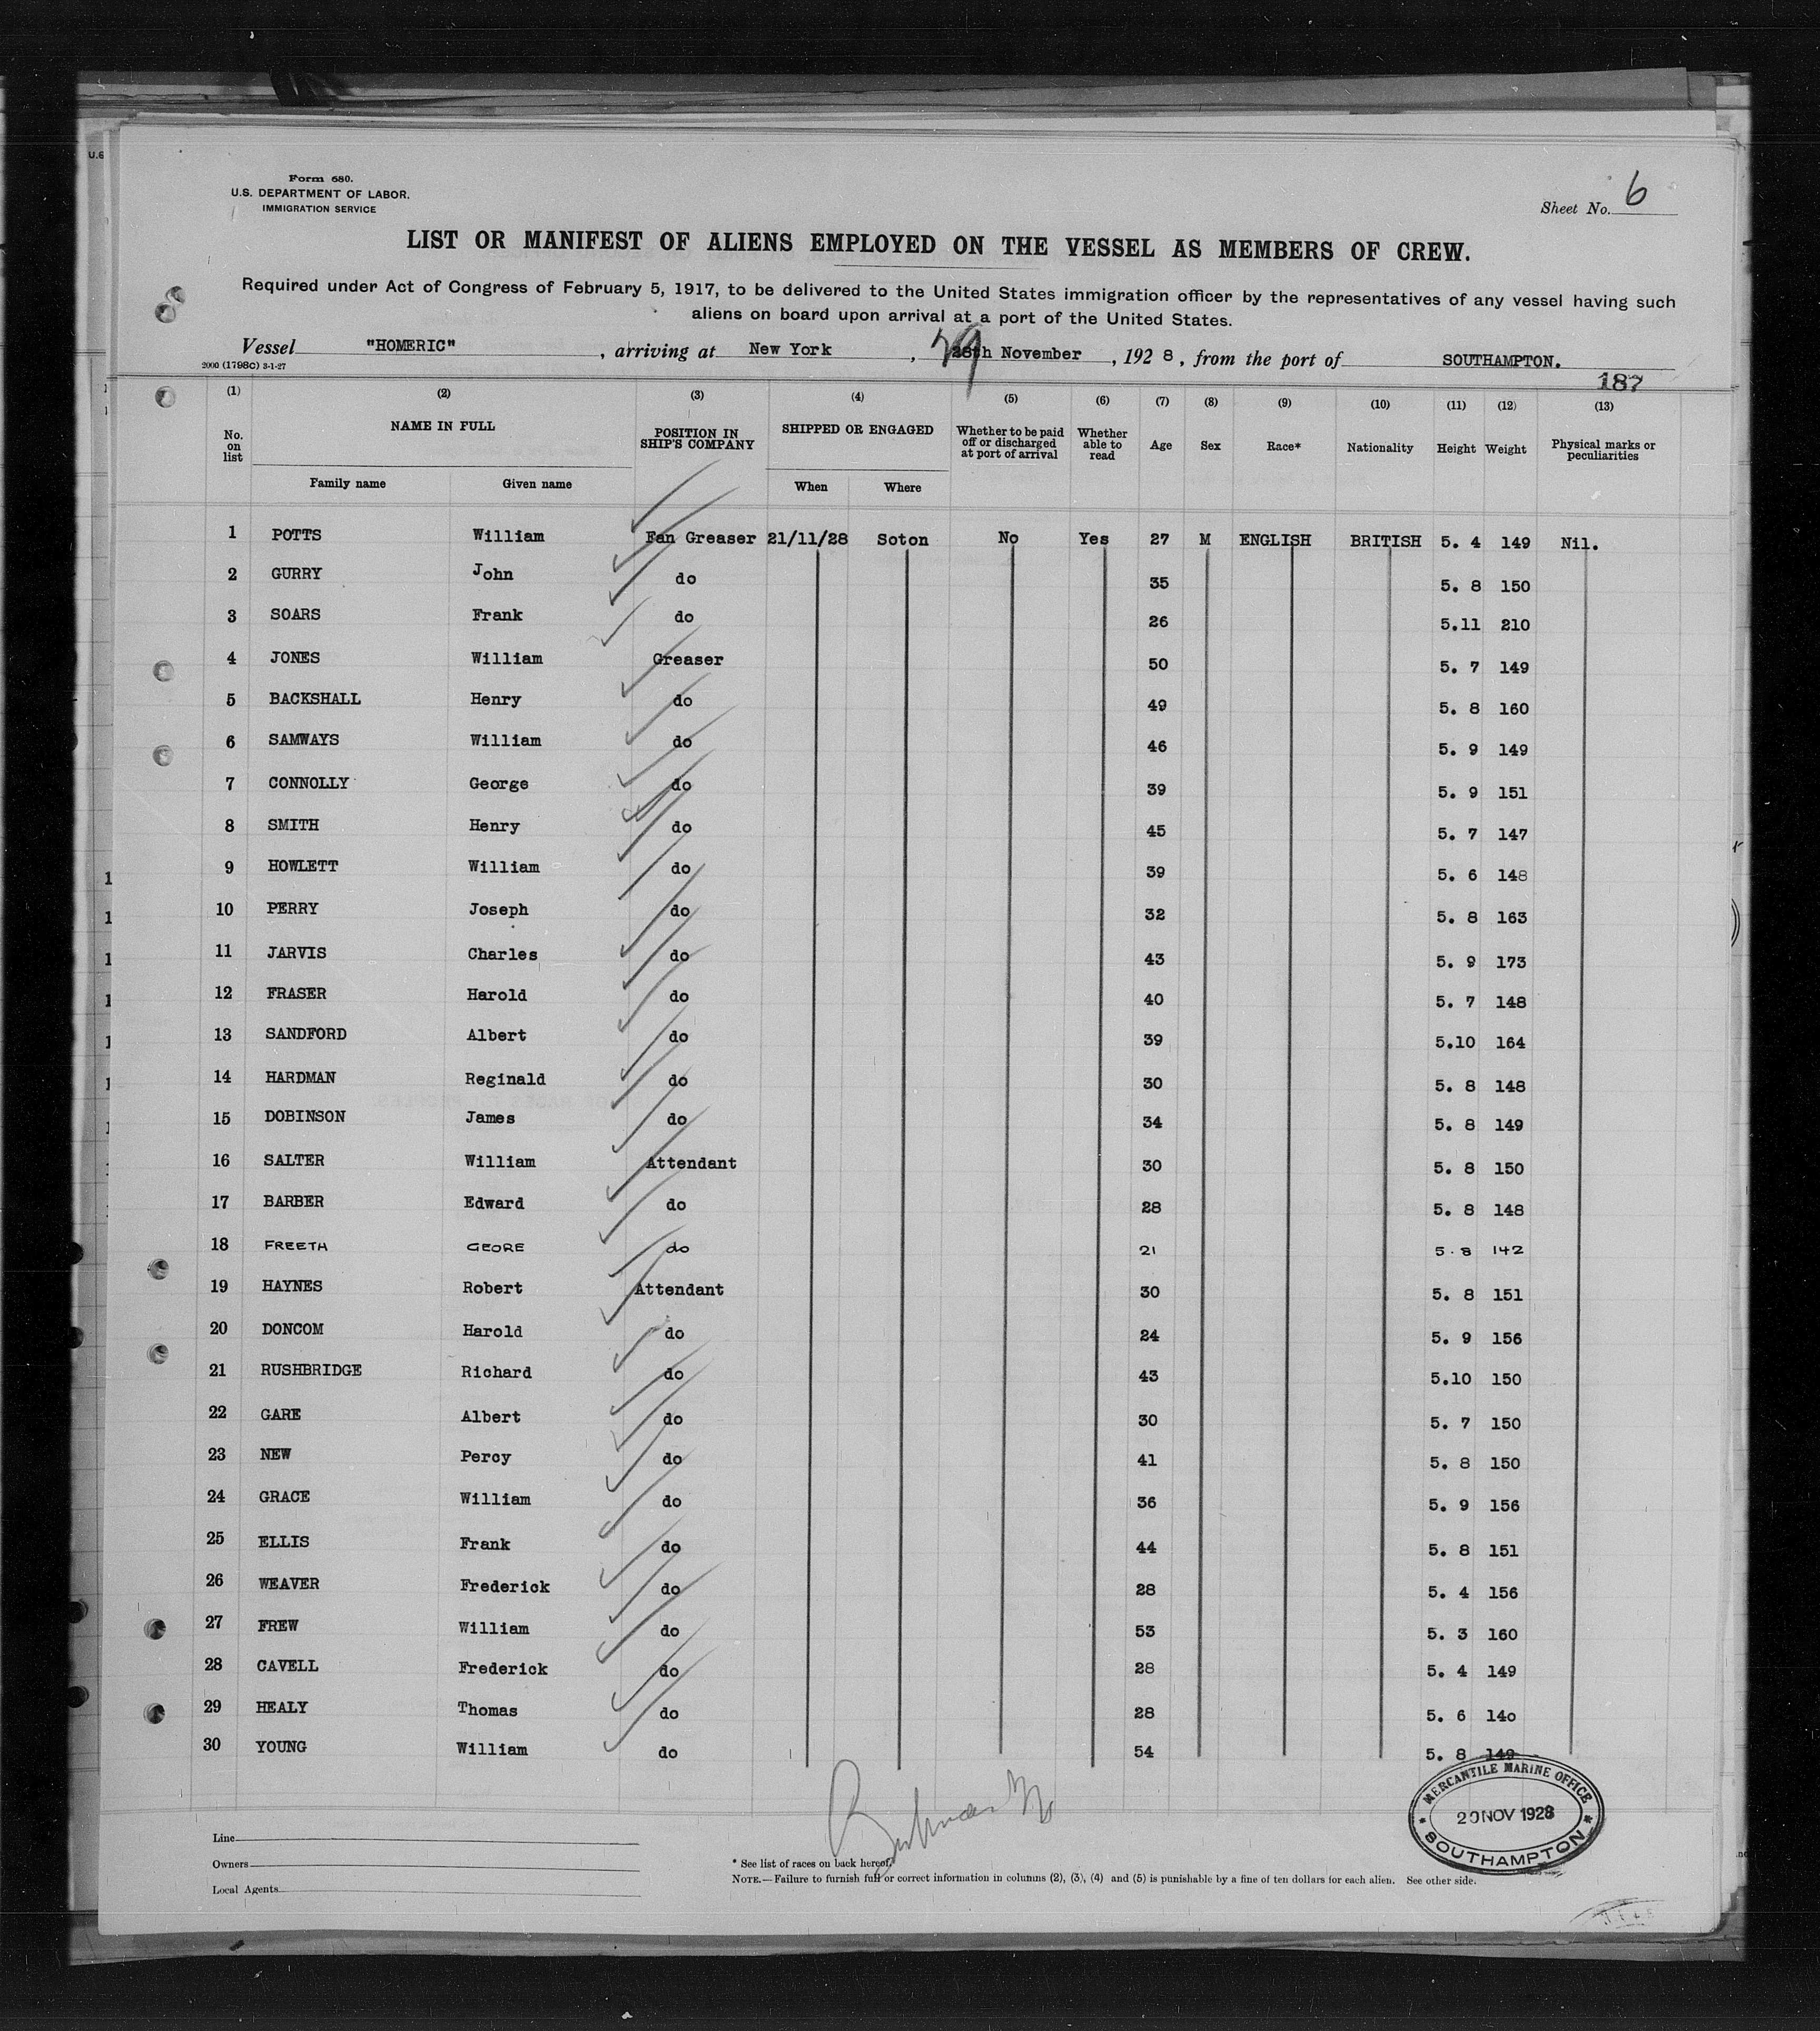 Form 680.
U.S. DEPARTMENT OF LABOR.
IMMIGRATION SERVICE
Sheet No. 6
LIST OR MANIFEST OF ALIENS EMPLOYED ON THE VESSEL AS MEMBERS OF CREW.
Required under Act of Congress of February 5, 1917, to be delivered to the United States immigration officer by the representatives of any vessel having such
aliens on board upon arrival at a port of the United States.
Vessel "HOMERIC", arriving at New York, 29 28th November, 1928, from the port of SOUTHAMPTON.
2000 (1798C) 3-1-27
187
(1) (2) (3) (4) (5) (6) (7) (8) (9) (10) (11) (12) (13)
No. on list NAME IN FULL Family name Given name POSITION IN SHIP'S COMPANY SHIPPED OR ENGAGED When Where Whether to be paid off or discharged at port of arrival Whether able to read Age Sex Race* Nationality Height Weight Physical marks or peculiarities
1 POTTS William Fan Greaser 21/11/28 Soton No Yes 27 M ENGLISH BRITISH 5. 4 149 Nil.
2 GURRY John do 35 5. 8 150
3 SOARS Frank do 26 5.11 210
4 JONES William Greaser 50 5. 7 149
5 BACKSHALL Henry do 49 5. 8 160
6 SAMWAYS William do 46 5. 9 149
7 CONNOLLY George do 39 5. 9 151
8 SMITH Henry do 45 5. 7 147
9 HOWLETT William do 39 5. 6 148
10 PERRY Joseph do 32 5. 8 163
11 JARVIS Charles do 43 5. 9 173
12 FRASER Harold do 40 5. 7 148
13 SANDFORD Albert do 39 5.10 164
14 HARDMAN Reginald do 30 5. 8 148
15 DOBINSON James do 34 5. 8 149
16 SALTER William Attendant 30 5. 8 150
17 BARBER Edward do 28 5. 8 148
18 FREETH GEORE do 21 5.8 142
19 HAYNES Robert Attendant 30 5. 8 151
20 DONCOM Harold do 24 5. 9 156
21 RUSHBRIDGE Richard do 43 5.10 150
22 GARE Albert do 30 5. 7 150
23 NEW Percy do 41 5. 8 150
24 GRACE William do 36 5. 9 156
25 ELLIS Frank do 44 5. 8 151
26 WEAVER Frederick do 28 5. 4 156
27 FREW William do 53 5. 3 160
28 CAVELL Frederick do 28 5. 4 149
29 HEALY Thomas do 28 5. 6 140
30 YOUNG William do 54 5. 8 149
MERCANTILE MARINE OFFICE
20 NOV 1928
SOUTHAMPTON
Line
Owners
Local Agents
* See list of races on back hereof.
NOTE.—Failure to furnish full or correct information in columns (2), (3), (4) and (5) is punishable by a fine of ten dollars for each alien. See other side.